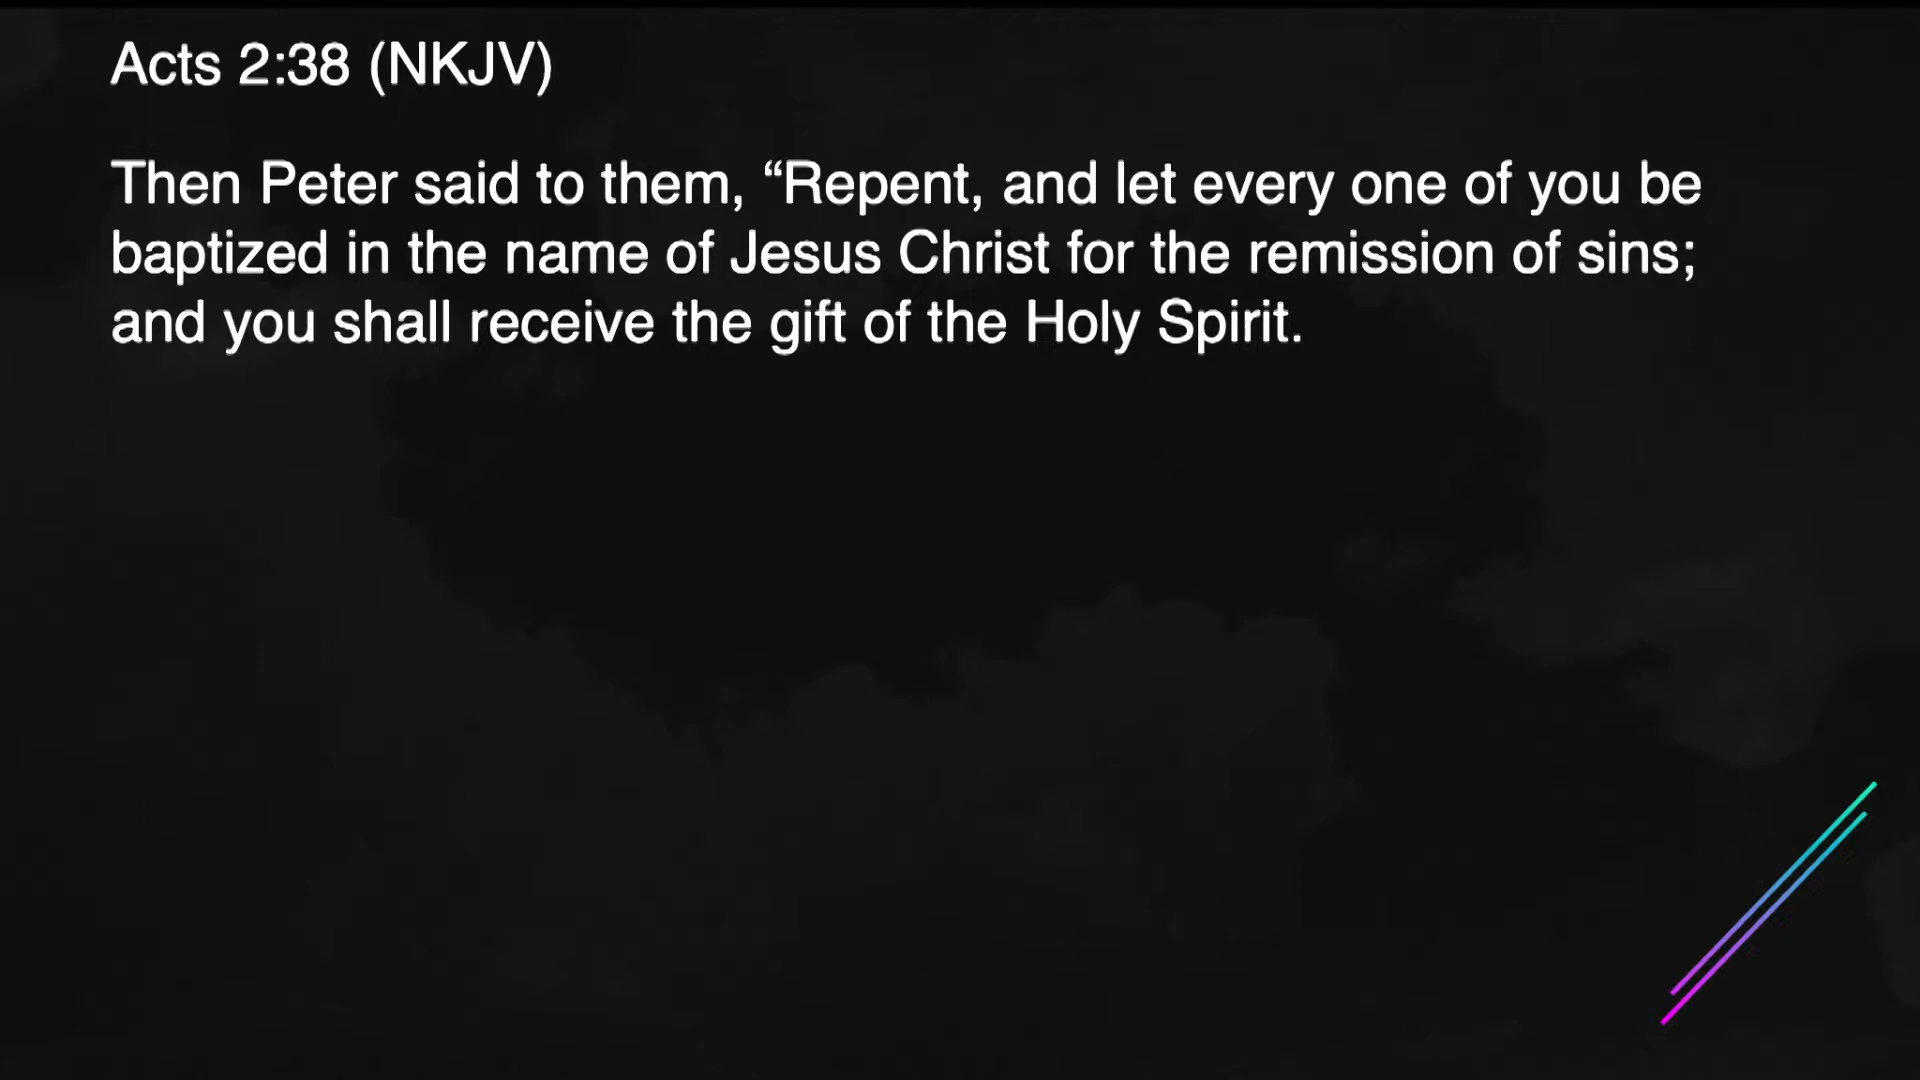 Acts 2:38 (NKJV)
Then Peter said to them, “Repent, and let every one of you be
baptized in the name of Jesus Christ for the remission of sins;
and you shall receive the gift of the Holy Spirit.